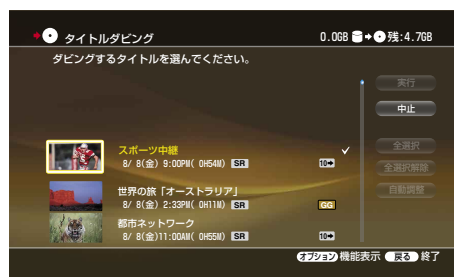 タイトルダビング 0.0GB 残:4.7GB
ダビングするタイトルを選んでください。
実行
中止
スポーツ中継
8/ 8(金) 9:00PM( 0H54M) SR 10
全選択
全選択解除
世界の旅「オーストラリア」
8/ 8(金) 2:33PM( 0H11M) SR GG
自動調整
都市ネットワーク
8/ 8(金)11:00AM( 0H55M) SR 10
オプション 機能表示 戻る 終了